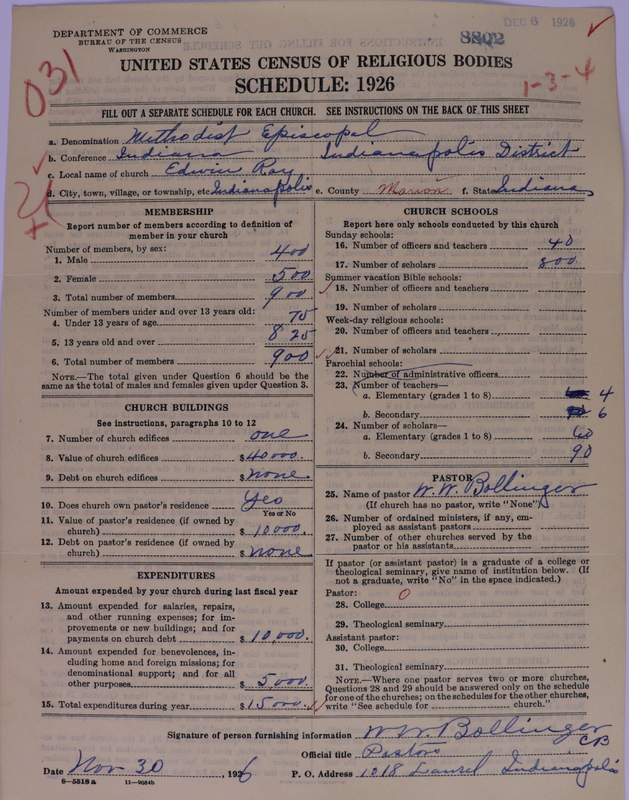 DEPARTMENT OF COMMERCE
BUREAU OF THE CENSUS
WASHINGTON
DEC 6 1926
8802
UNITED STATES CENSUS OF RELIGIOUS BODIES
SCHEDULE: 1926
031
1-3-4
FILL OUT A SEPARATE SCHEDULE FOR EACH CHURCH. SEE INSTRUCTIONS ON THE BACK OF THIS SHEET
a. Denomination Methodist Episcopal
b. Conference Indiana Indianapolis District
c. Local name of church Edwin Ray
d. City, town, village, or township, etc Indianapolis e. County Marion f. State Indiana
MEMBERSHIP
Report number of members according to definition of
member in your church
Number of members, by sex:
1. Male 400
2. Female 500
3. Total number of members 900
Number of members under and over 13 years old:
4. Under 13 years of age 75
5. 13 years old and over 825
6. Total number of members 900
NOTE.—The total given under Question 6 should be the
same as the total of males and females given under Question 3.
CHURCH BUILDINGS
See instructions, paragraphs 10 to 12
7. Number of church edifices one
8. Value of church edifices $40000.
9. Debt on church edifices $none.
10. Does church own pastor's residence Yes
Yes or No
11. Value of pastor's residence (if owned by
church) $10000.
12. Debt on pastor's residence (if owned by
church) $none
EXPENDITURES
Amount expended by your church during last fiscal year
13. Amount expended for salaries, repairs,
and other running expenses; for im-
provements or new buildings; and for
payments on church debt $10,000.
14. Amount expended for benevolences, in-
cluding home and foreign missions; for
denominational support; and for all
other purposes $5000.
15. Total expenditures during year $15000.
CHURCH SCHOOLS
Report here only schools conducted by this church
Sunday schools:
16. Number of officers and teachers 40
17. Number of scholars 800
Summer vacation Bible schools:
18. Number of officers and teachers
19. Number of scholars
Week-day religious schools:
20. Number of officers and teachers
21. Number of scholars
Parochial schools:
22. Number of administrative officers
23. Number of teachers—
a. Elementary (grades 1 to 8) 4
b. Secondary 6
24. Number of scholars—
a. Elementary (grades 1 to 8) 60
b. Secondary 90
PASTOR
25. Name of pastor W. W. Bollinger
(If church has no pastor, write "None")
26. Number of ordained ministers, if any, em-
ployed as assistant pastors
27. Number of other churches served by the
pastor or his assistants
If pastor (or assistant pastor) is a graduate of a college or
theological seminary, give name of institution below. (If
not a graduate, write "No" in the space indicated.)
Pastor: 0
28. College
29. Theological seminary
Assistant pastor:
30. College
31. Theological seminary
NOTE.—Where one pastor serves two or more churches,
Questions 28 and 29 should be answered only on the schedule
for one of the churches; on the schedules for the other churches,
write "See schedule for church."
Signature of person furnishing information W W Bollinger
CB
Official title Pastor
Date Nov 30, 1926 P. O. Address 1018 Laurel Indianapolis
8—5518 a 11—9554b